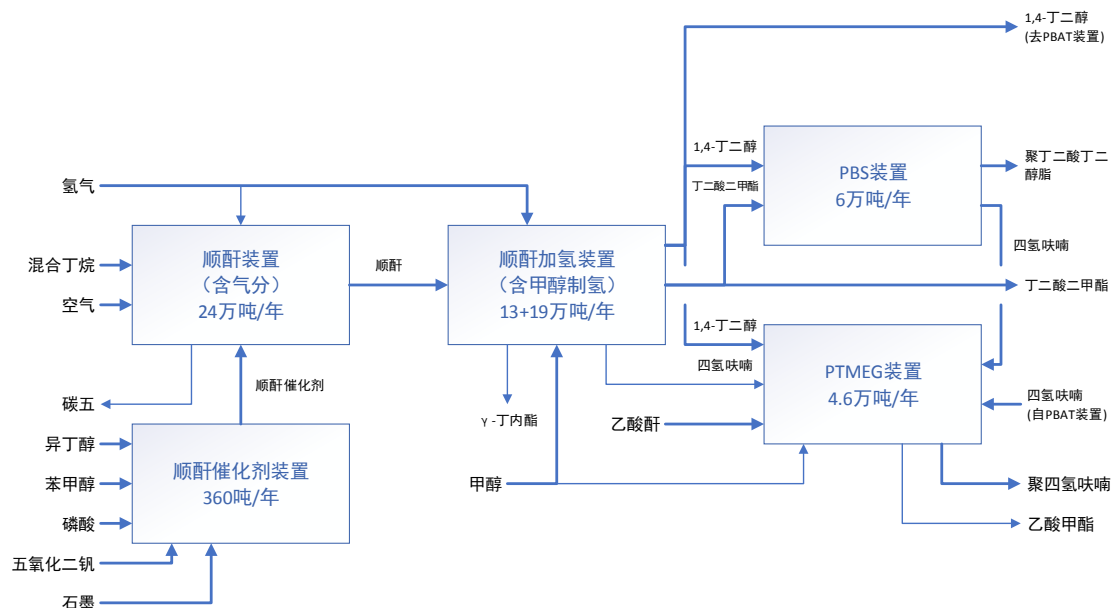 1,4-丁二醇
(去PBAT装置)
1,4-丁二醇
PBS装置
6万吨/年
聚丁二酸丁二
醇脂
氢气
丁二酸二甲酯
四氢呋喃
混合丁烷
空气
顺酐装置
（含气分）
24万吨/年
顺酐
顺酐加氢装置
（含甲醇制氢）
13+19万吨/年
丁二酸二甲酯
1,4-丁二醇
四氢呋喃
PTMEG装置
4.6万吨/年
四氢呋喃
(自PBAT装置)
碳五
顺酐催化剂
γ-丁内酯
乙酸酐
异丁醇
苯甲醇
磷酸
顺酐催化剂装置
360吨/年
甲醇
聚四氢呋喃
乙酸甲酯
五氧化二钒
石墨